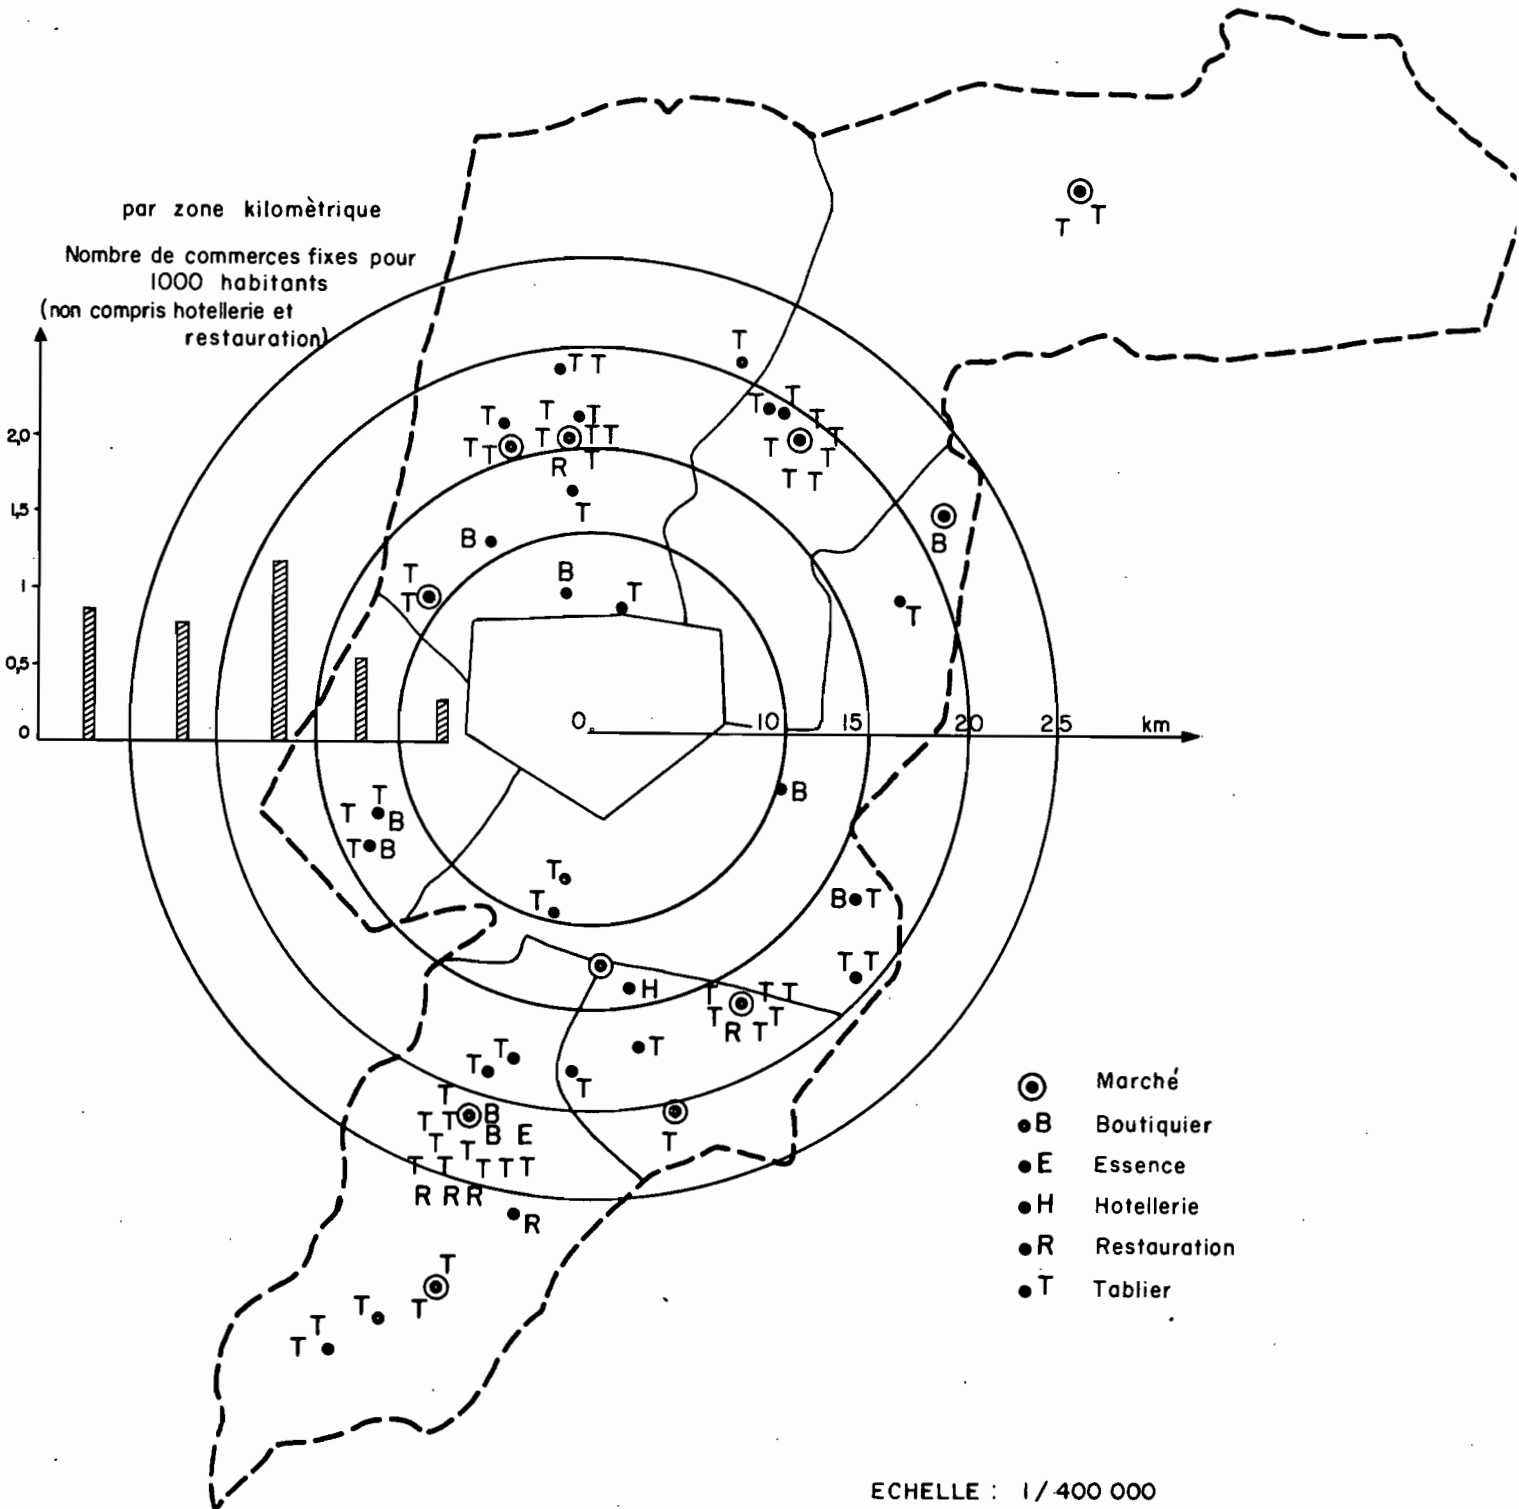 par zone kilomètrique
Nombre de commerces fixes pour
1000 habitants
(non compris hotellerie et
restauration)
2,0
1,5
1
0,5
0
T T
T
T T
T T
T T T
T T T T T T
T T T T
R T
T T
T
B
B
B
T
T
T
B
T
T
0 10 15 20 25 km
B
T
T B
T B
T
T
B T
T T
H
T T T
T R T T
T
T
T
T
T
T
T T B
T T B E
T T T T T
R R R
R
T
T
T
T
T
Marché
B Boutiquier
E Essence
H Hotellerie
R Restauration
T Tablier
ECHELLE : 1/400 000